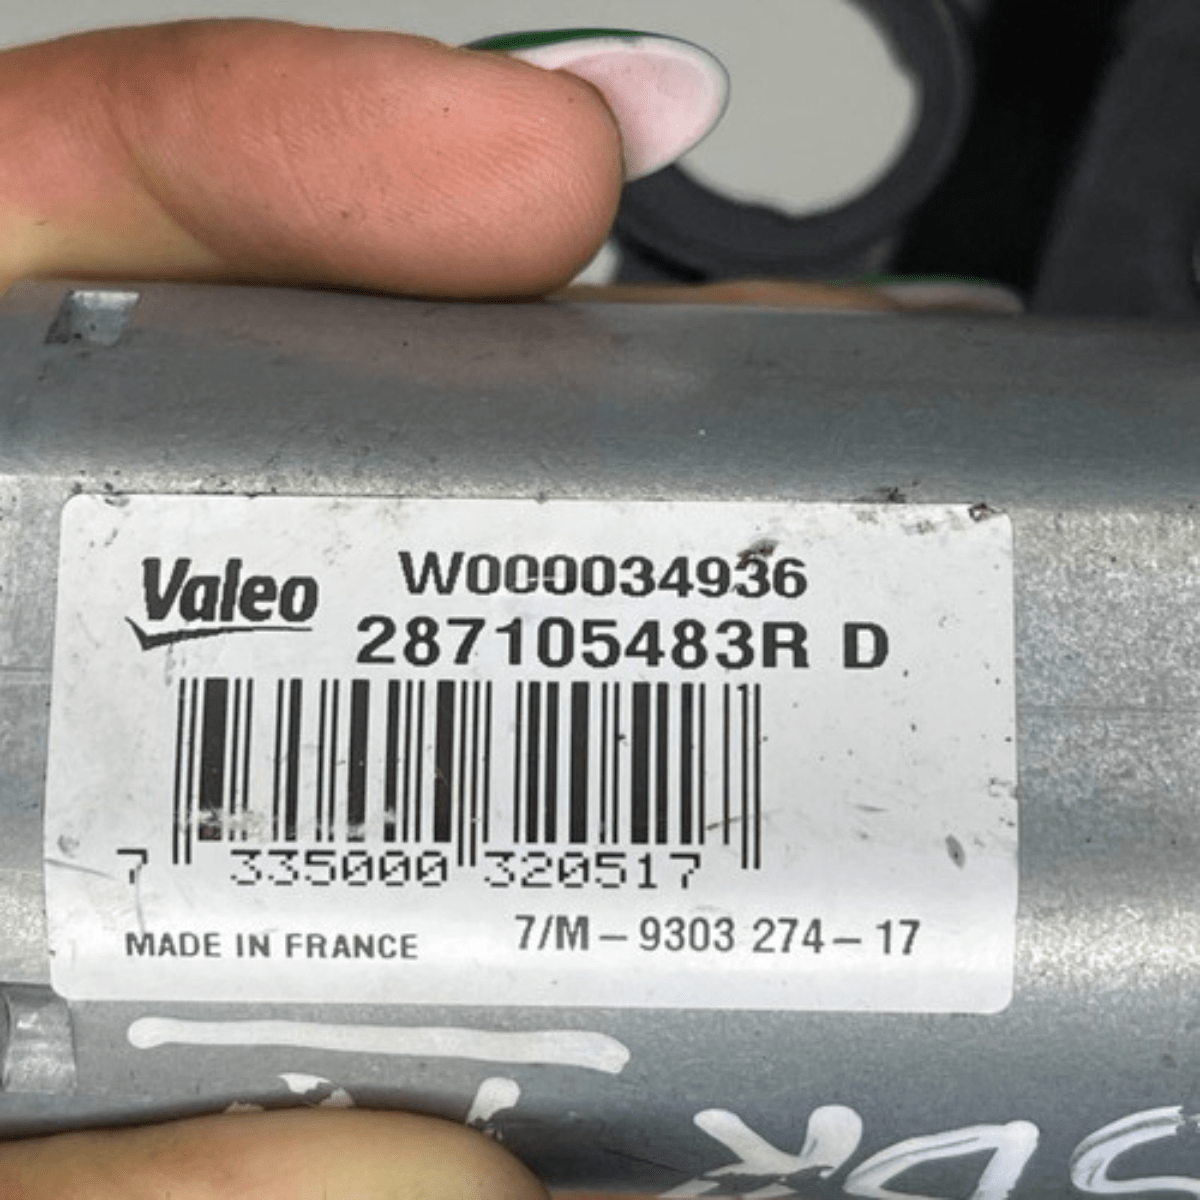 Valeo W000034936
287105483R D
7 335000 320517
MADE IN FRANCE 7/M-9303 274-17